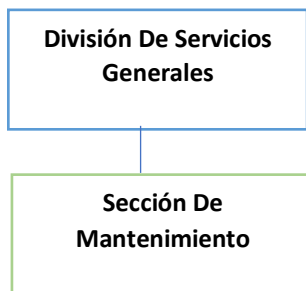 División De Servicios
Generales
Sección De
Mantenimiento